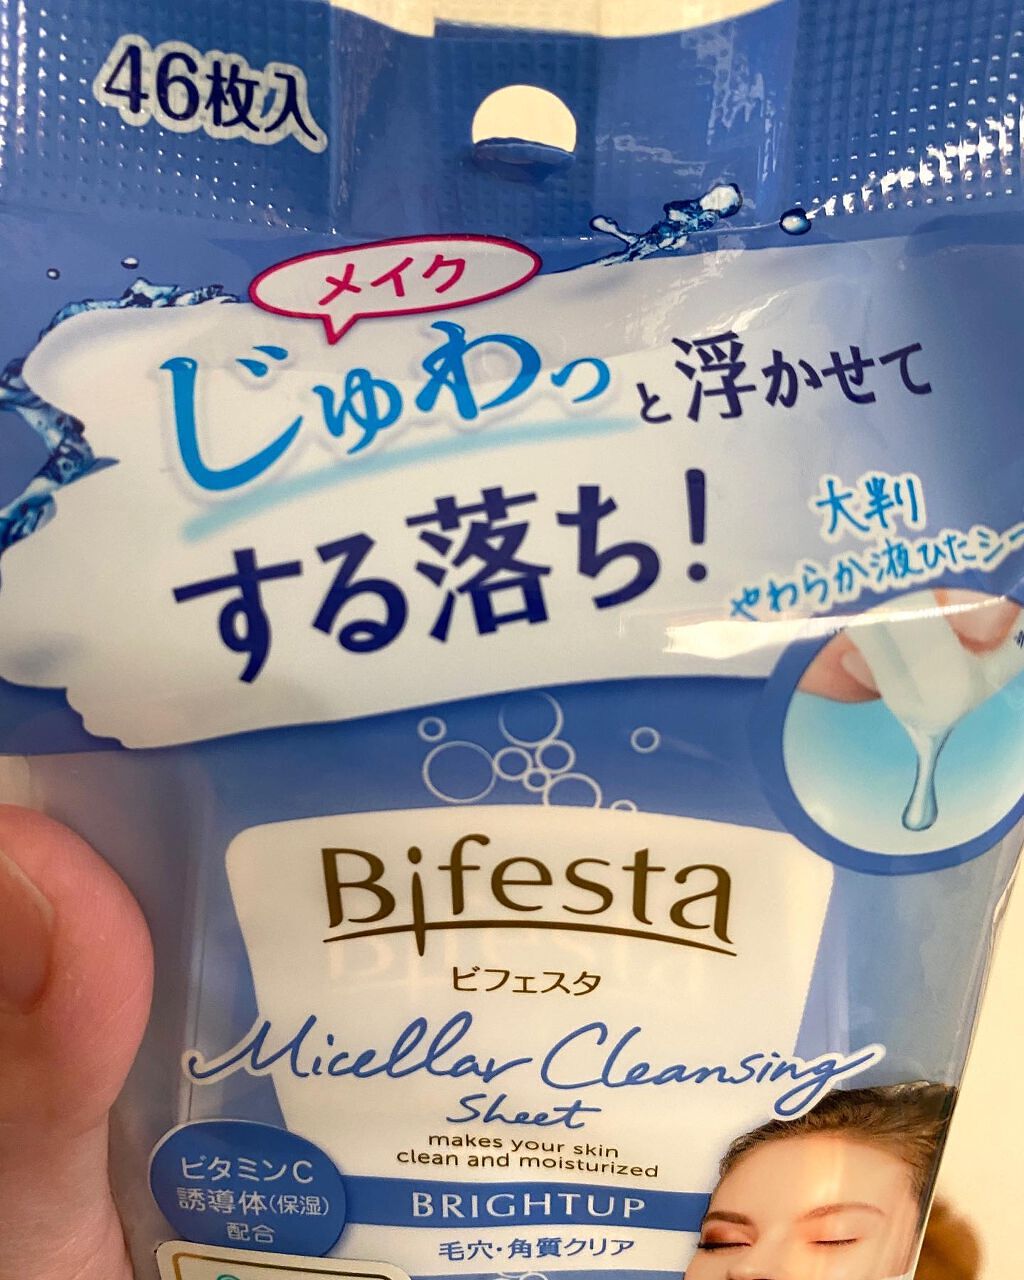 46枚入
メイク
じゅわっと浮かせて
する落ち!
大判
やわらか液ひたシー
Bifesta
ビフェスタ
Micellar Cleansing
Sheet
makes your skin
clean and moisturized
BRIGHTUP
毛穴・角質クリア
ビタミンC
誘導体(保湿)
配合